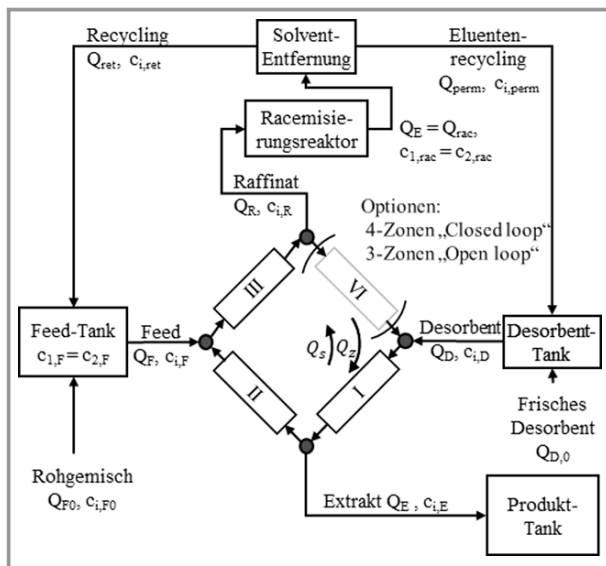 Recycling
Q_ret, c_i,ret
Solvent-
Entfernung
Eluenten-
recycling
Q_perm, c_i,perm
Racemisie-
rungsreaktor
Q_E = Q_rac,
c_1,rac = c_2,rac
Raffinat
Q_R, c_i,R
Optionen:
4-Zonen „Closed loop“
3-Zonen „Open loop“
III
VI
Feed-Tank
c_1,F = c_2,F
Feed
Q_F, c_i,F
Q_s
Q_z
Desorbent
Q_D, c_i,D
Desorbent-
Tank
II
I
Frisches
Desorbent
Q_D,0
Rohgemisch
Q_F0, c_i,F0
Extrakt Q_E , c_i,E
Produkt-
Tank